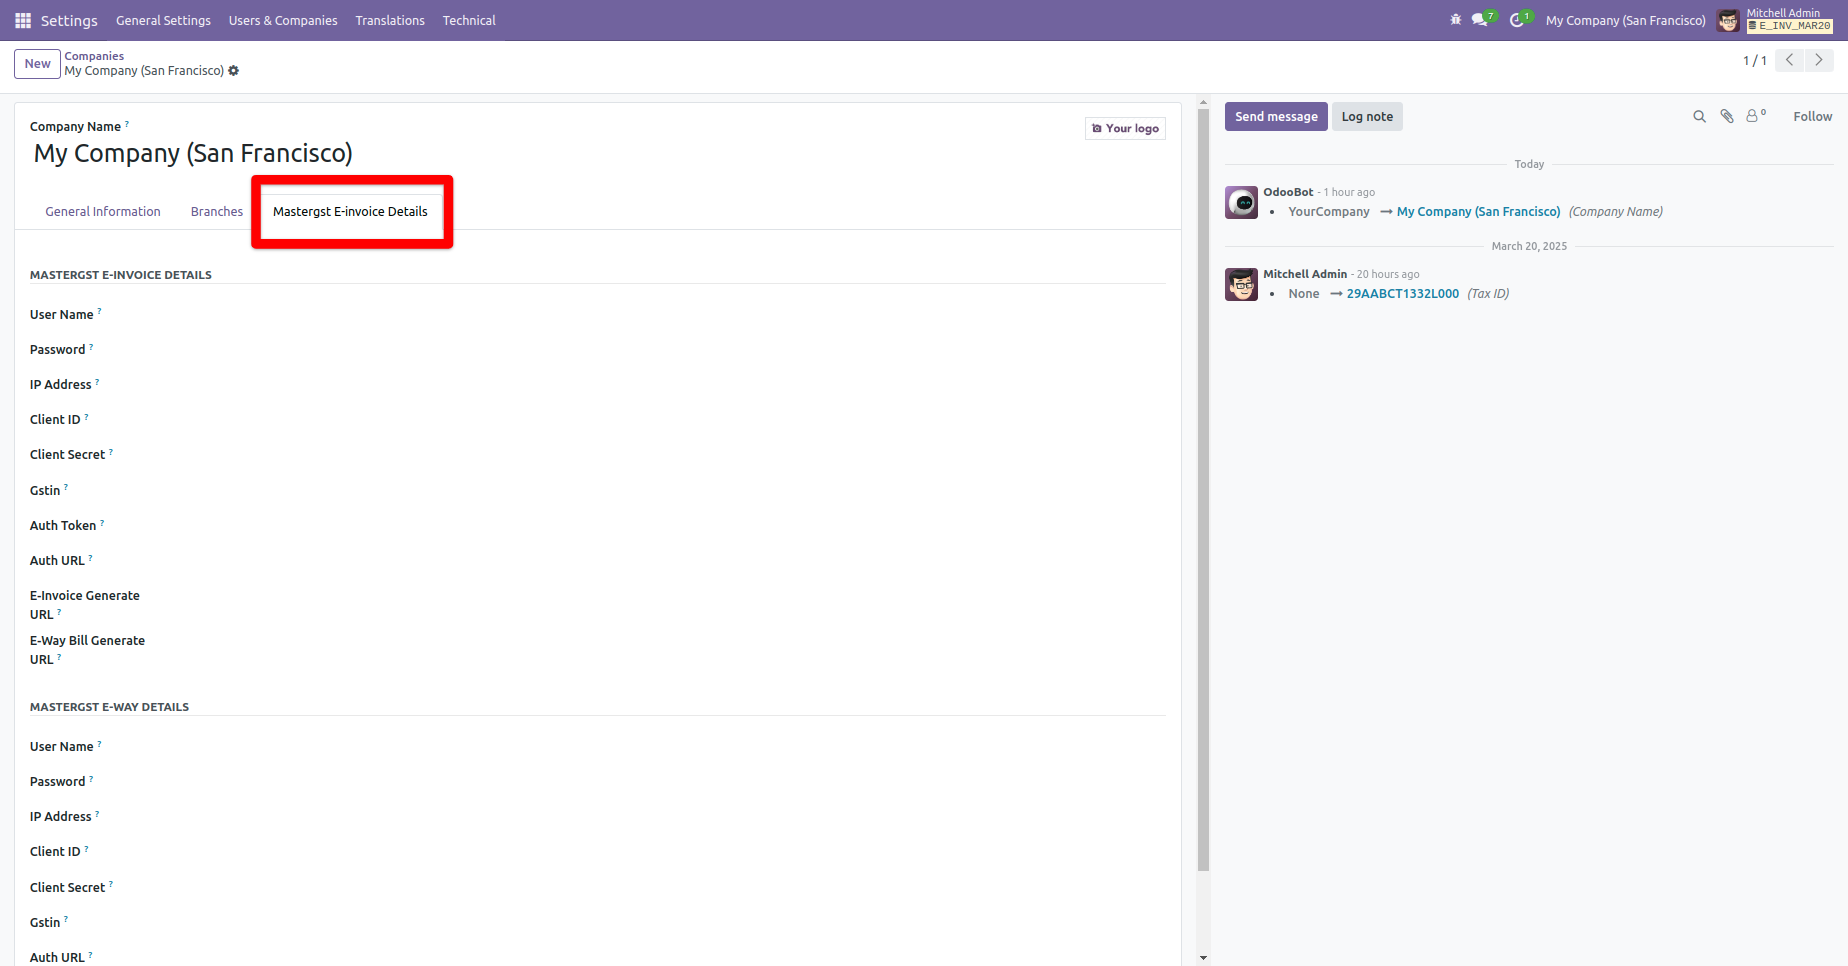 Settings General Settings Users & Companies Translations Technical 7 1 My Company (San Francisco) Mitchell Admin
E_INV_MAR20
New Companies
My Company (San Francisco)
1 / 1
Company Name ?
Your logo
My Company (San Francisco)
General Information Branches Mastergst E-invoice Details
MASTERGST E-INVOICE DETAILS
User Name ?
Password ?
IP Address ?
Client ID ?
Client Secret ?
Gstin ?
Auth Token ?
Auth URL ?
E-Invoice Generate
URL ?
E-Way Bill Generate
URL ?
MASTERGST E-WAY DETAILS
User Name ?
Password ?
IP Address ?
Client ID ?
Client Secret ?
Gstin ?
Auth URL ?
Send message Log note 0 Follow
Today
OdooBot - 1 hour ago
• YourCompany → My Company (San Francisco) (Company Name)
March 20, 2025
Mitchell Admin - 20 hours ago
• None → 29AABCT1332L000 (Tax ID)